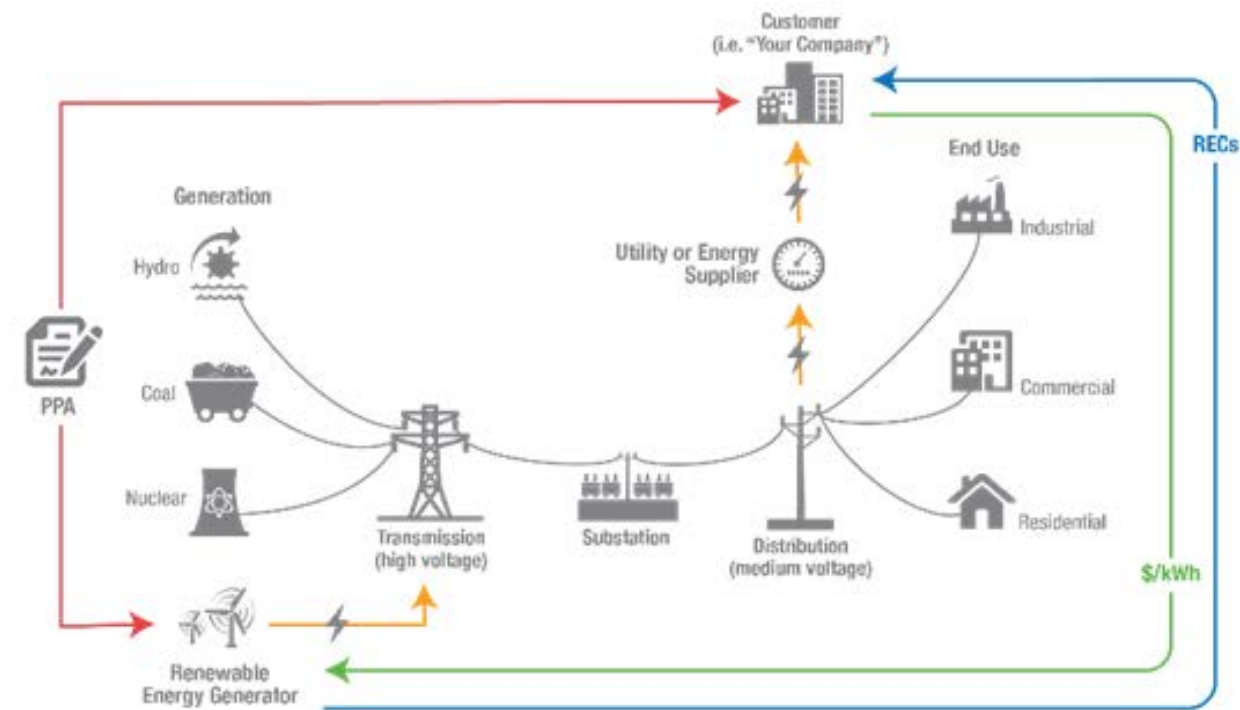 Customer
(i.e. “Your Company”)
RECs
End Use
Generation
Industrial
Utility or Energy
Supplier
Hydro
Coal
Commercial
PPA
Nuclear
Residential
Transmission
(high voltage)
Substation
Distribution
(medium voltage)
$/kWh
Renewable
Energy Generator